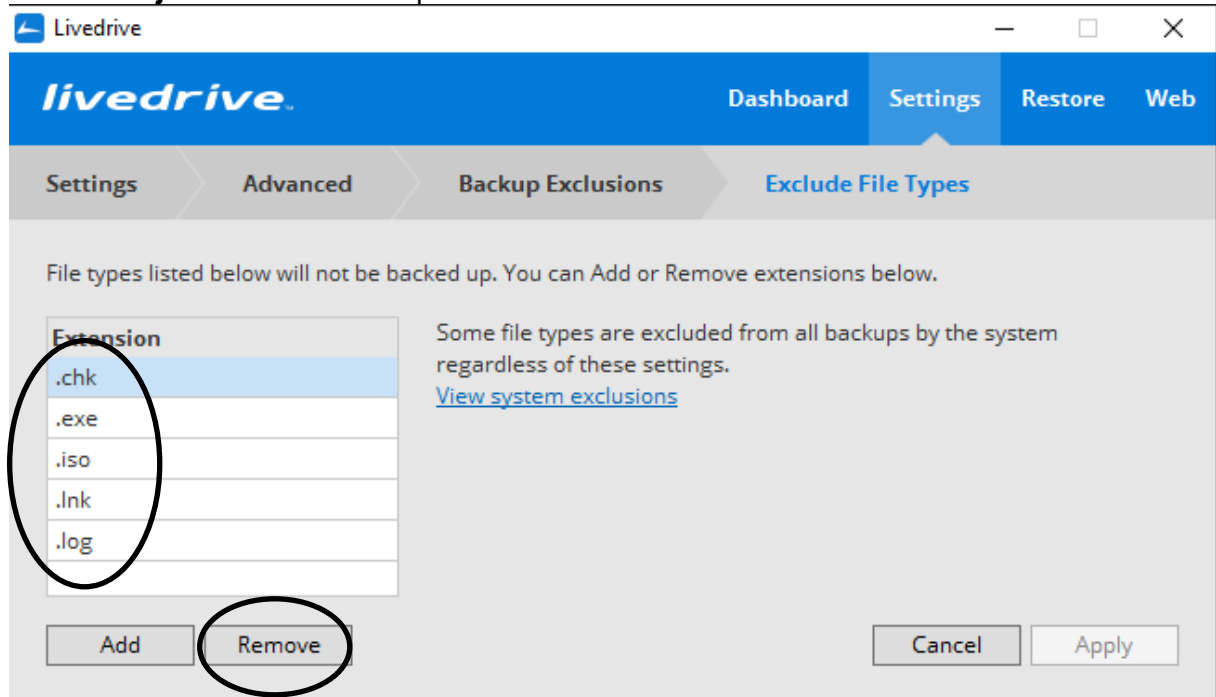 Livedrive
livedrive
Dashboard Settings Restore Web
Settings Advanced Backup Exclusions Exclude File Types
File types listed below will not be backed up. You can Add or Remove extensions below.
Extension
.chk
.exe
.iso
.lnk
.log
Some file types are excluded from all backups by the system
regardless of these settings.
View system exclusions
Add Remove Cancel Apply